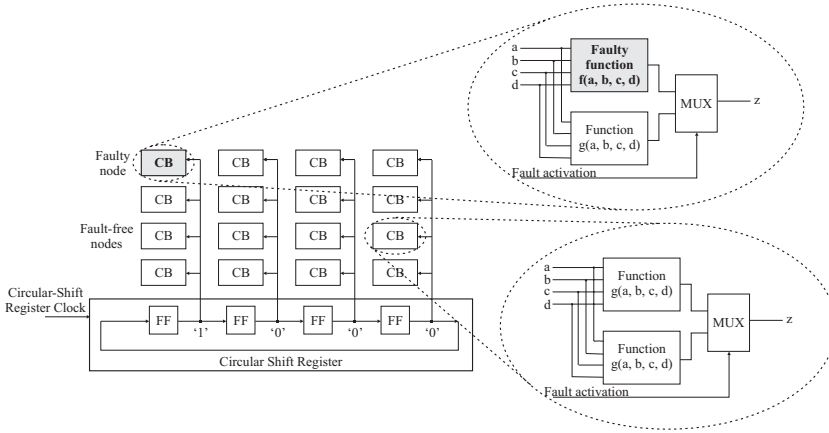 a
b
c
d
Faulty
function
f(a, b, c, d)
Function
g(a, b, c, d)
MUX
z
Fault activation
Faulty
node
CB CB CB CB
CB CB CB CB
Fault-free
nodes
CB CB CB CB
CB CB CB CB
Circular-Shift
Register Clock
FF FF FF FF
‘1’ ‘0’ ‘0’ ‘0’
Circular Shift Register
a
b
c
d
Function
g(a, b, c, d)
Function
g(a, b, c, d)
MUX
z
Fault activation